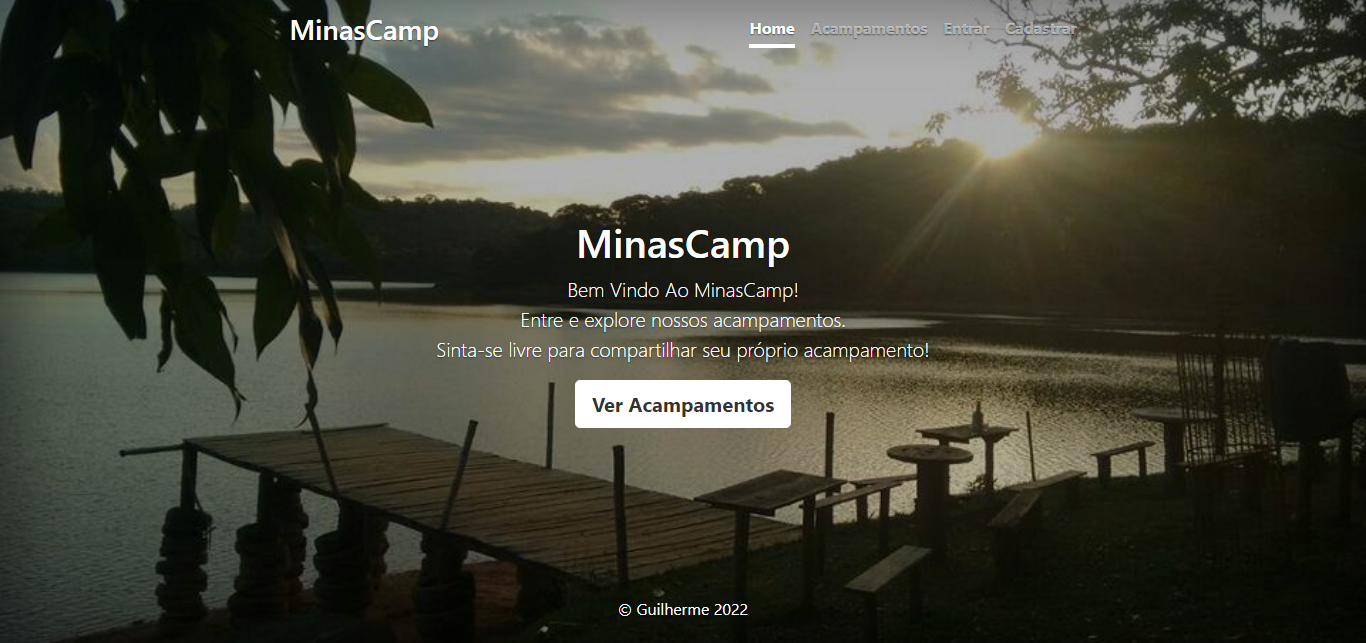 MinasCamp
Home Acampamentos Entrar Cadastrar
MinasCamp
Bem Vindo Ao MinasCamp!
Entre e explore nossos acampamentos.
Sinta-se livre para compartilhar seu próprio acampamento!
Ver Acampamentos
© Guilherme 2022